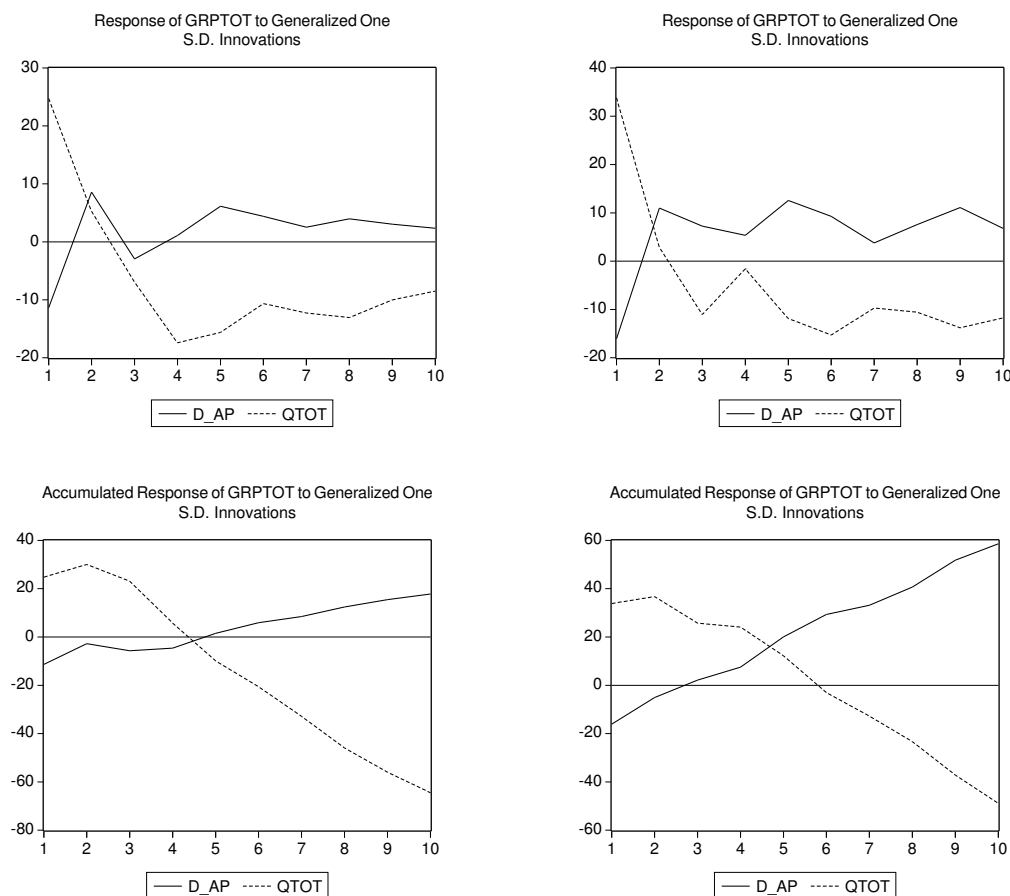 Response of GRPTOT to Generalized One
S.D. Innovations
30
20
10
0
-10
-20
1 2 3 4 5 6 7 8 9 10
D_AP QTOT
Response of GRPTOT to Generalized One
S.D. Innovations
40
30
20
10
0
-10
-20
1 2 3 4 5 6 7 8 9 10
D_AP QTOT
Accumulated Response of GRPTOT to Generalized One
S.D. Innovations
40
20
0
-20
-40
-60
-80
1 2 3 4 5 6 7 8 9 10
D_AP QTOT
Accumulated Response of GRPTOT to Generalized One
S.D. Innovations
60
40
20
0
-20
-40
-60
1 2 3 4 5 6 7 8 9 10
D_AP QTOT